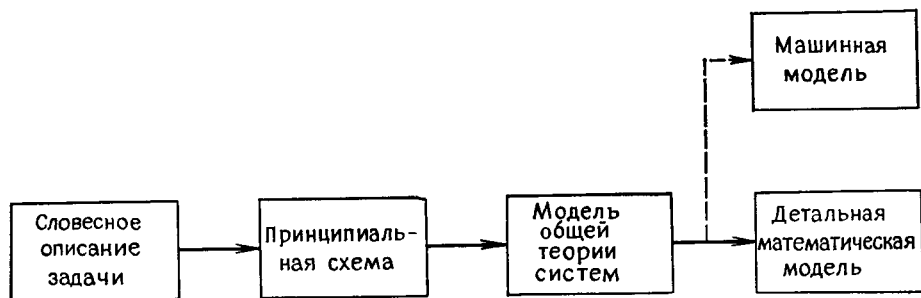 Машинная
модель
Словесное
описание
задачи
Принципиаль-
ная схема
Модель
общей
теории
систем
Детальная
математическая
модель